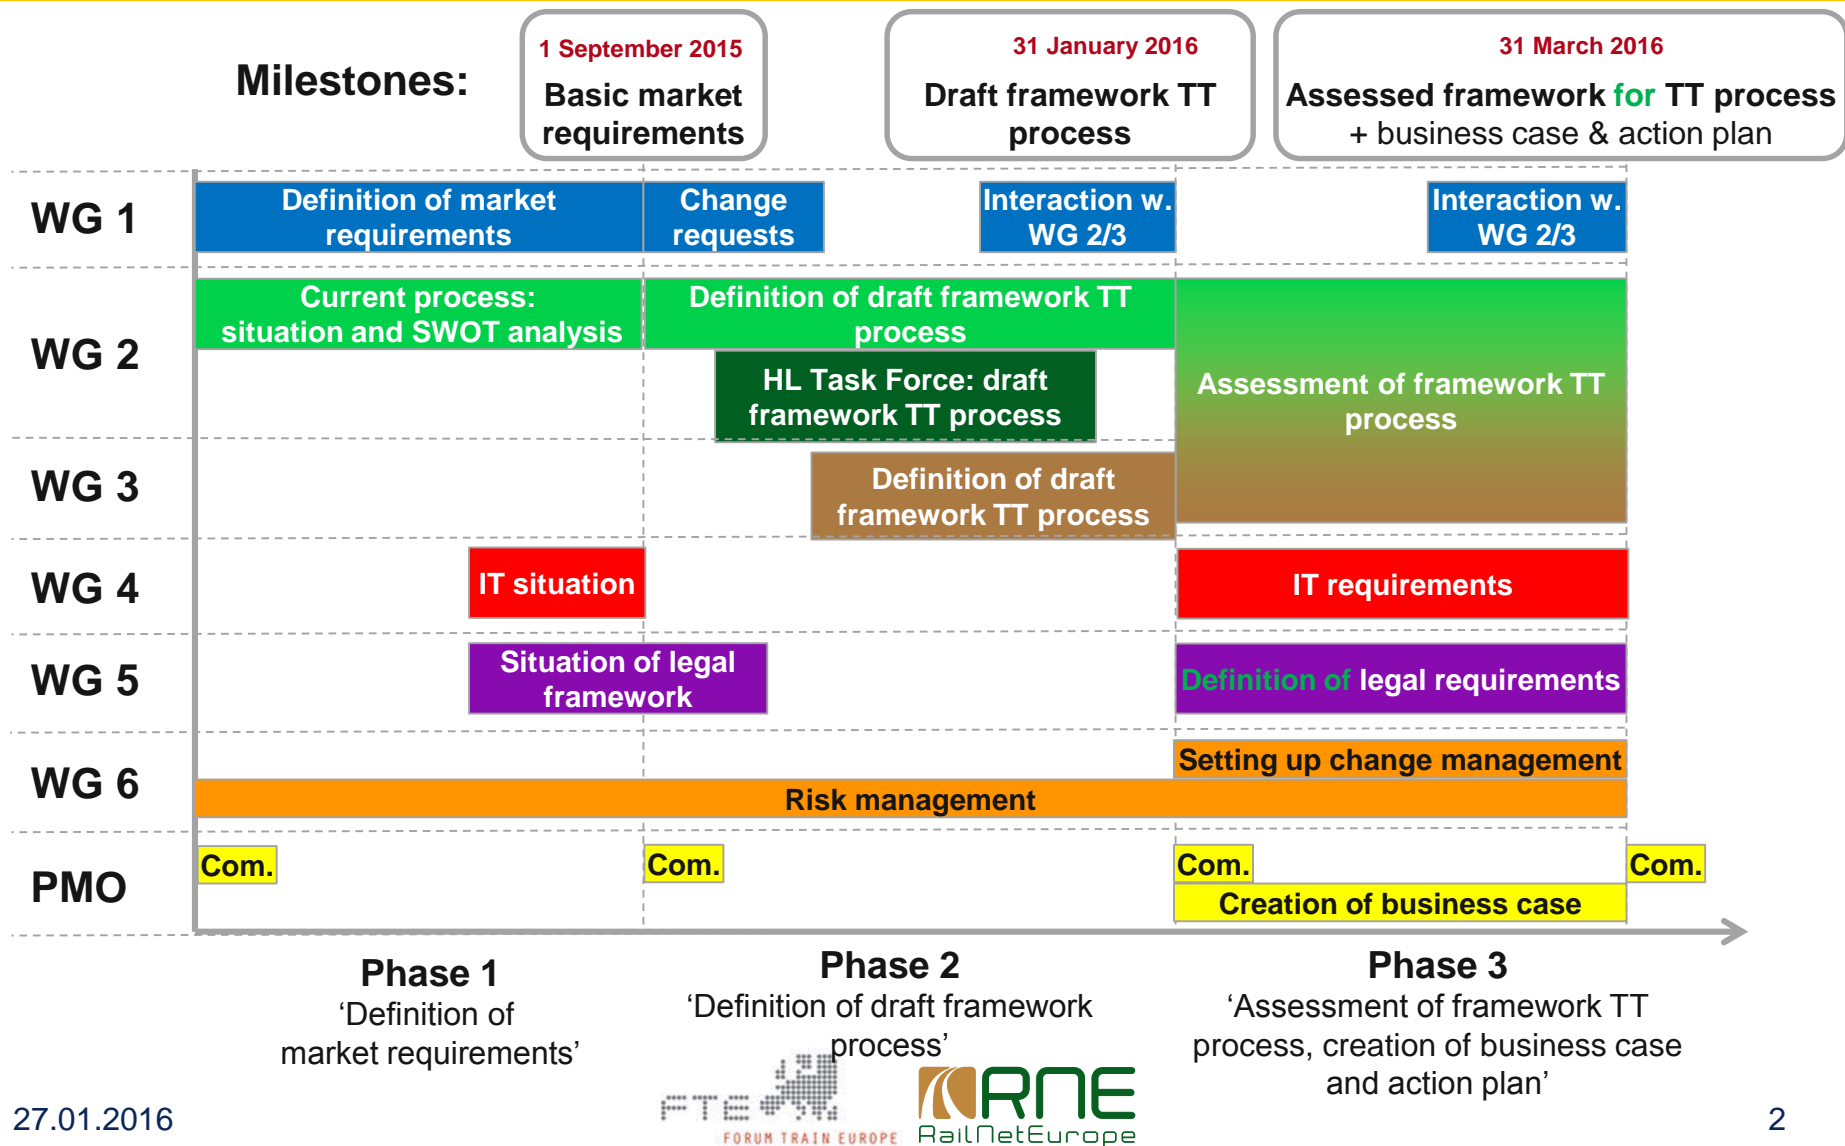 Milestones:
1 September 2015
Basic market
requirements
31 January 2016
Draft framework TT
process
31 March 2016
Assessed framework for TT process
+ business case & action plan
WG 1
Definition of market
requirements
Change
requests
Interaction w.
WG 2/3
Interaction w.
WG 2/3
WG 2
Current process:
situation and SWOT analysis
Definition of draft framework TT
process
HL Task Force: draft
framework TT process
Assessment of framework TT
process
WG 3
Definition of draft
framework TT process
WG 4
IT situation
IT requirements
WG 5
Situation of legal
framework
Definition of legal requirements
WG 6
Setting up change management
Risk management
PMO
Com.
Com.
Com.
Com.
Creation of business case
Phase 1
‘Definition of
market requirements’
Phase 2
‘Definition of draft framework
process’
Phase 3
‘Assessment of framework TT
process, creation of business case
and action plan’
27.01.2016
FTE
FORUM TRAIN EUROPE
RNE
RailNetEurope
2